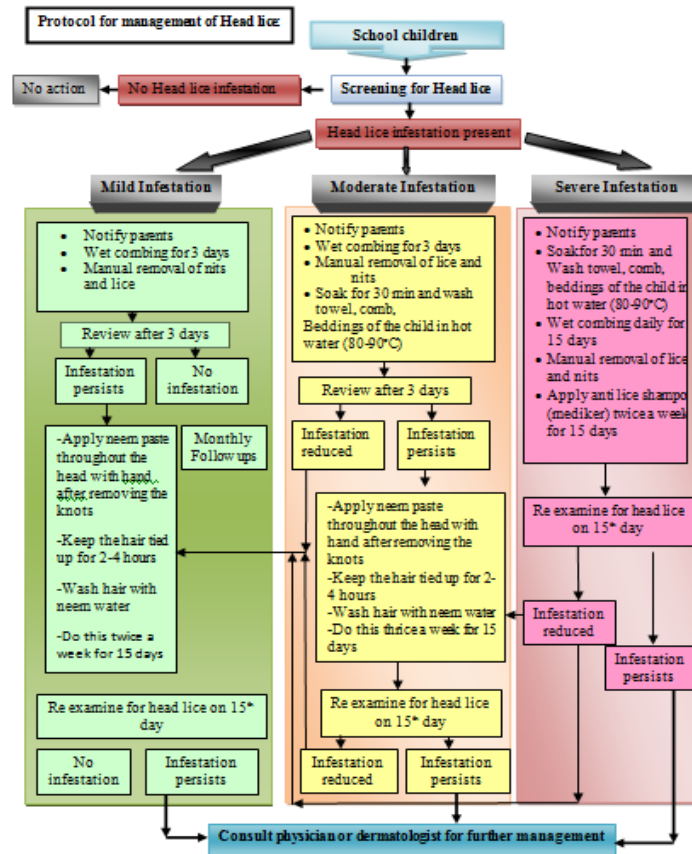 Protocol for management of Head lice:
School children
Screening for Head lice
No Head lice infestation
No action
Head lice infestation present
Mild Infestation
• Notify parents
• Wet combing for 3 days
• Manual removal of nits
and lice
Review after 3 days
Infestation
persists
No
infestation
-Apply neem paste
throughout the
head with hand
after removing the
knots
-Keep the hair tied
up for 2-4 hours
-Wash hair with
neem water
-Do this twice a
week for 15 days
Monthly
Follow ups
Re examine for head lice on 15th
day
No
infestation
Infestation
persists
Moderate Infestation
• Notify parents
• Wet combing for 3 days
• Manual removal of lice and
nits
• Soak for 30 min and wash
towel, comb,
Beddings of the child in hot
water (80-90°C)
Review after 3 days
Infestation
reduced
Infestation
persists
-Apply neem paste
throughout the head with
hand after removing the
knots
-Keep the hair tied up for 2-
4 hours
-Wash hair with neem water
-Do this thrice a week for 15
days
Re examine for head lice
on 15th day
Infestation
reduced
Infestation
persists
Severe Infestation
• Notify parents
• Soak for 30 min and
Wash towel, comb,
beddings of the child in
hot water (80-90°C)
• Wet combing daily for
15 days
• Manual removal of lice
and nits
• Apply anti lice shampo
(mediker) twice a week
for 15 days
Re examine for head lice
on 15th day
Infestation
reduced
Infestation
persists
Consult physician or dermatologist for further management